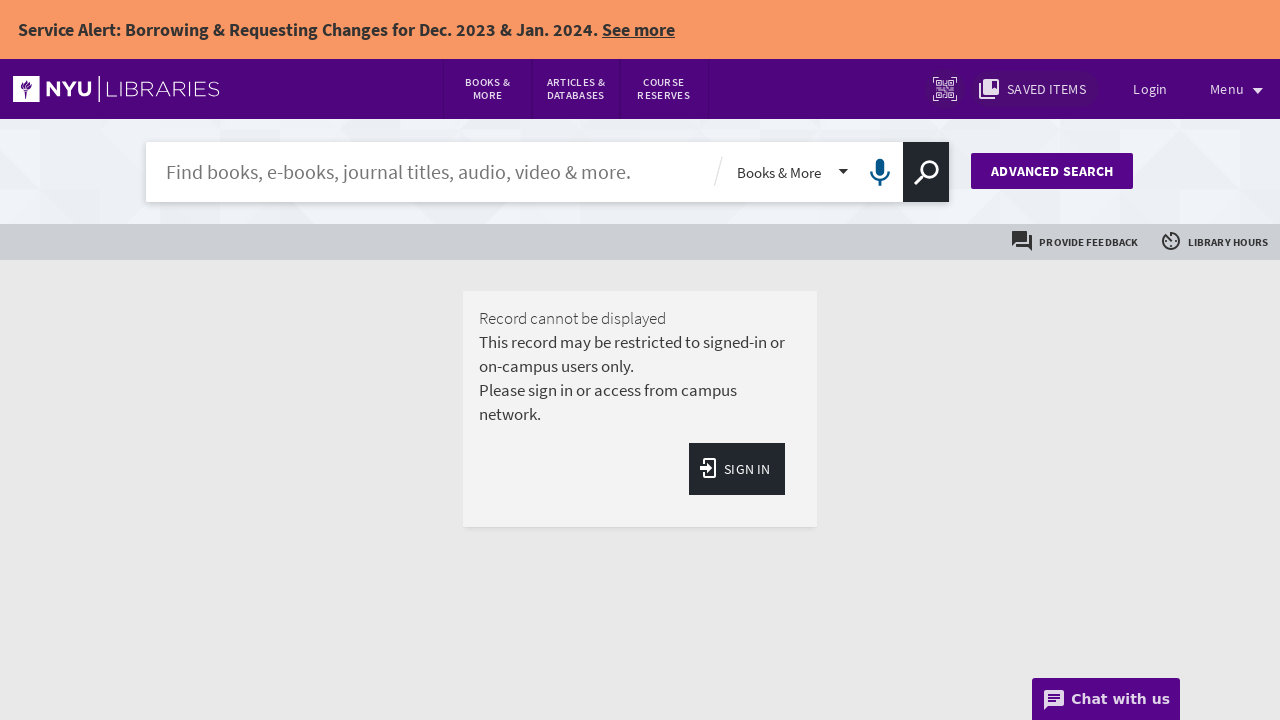 Service Alert: Borrowing & Requesting Changes for Dec. 2023 & Jan. 2024. See more
NYU LIBRARIES
BOOKS &
MORE
ARTICLES &
DATABASES
COURSE
RESERVES
SAVED ITEMS
Login
Menu
Find books, e-books, journal titles, audio, video & more.
Books & More
ADVANCED SEARCH
PROVIDE FEEDBACK
LIBRARY HOURS
Record cannot be displayed
This record may be restricted to signed-in or
on-campus users only.
Please sign in or access from campus
network.
SIGN IN
Chat with us